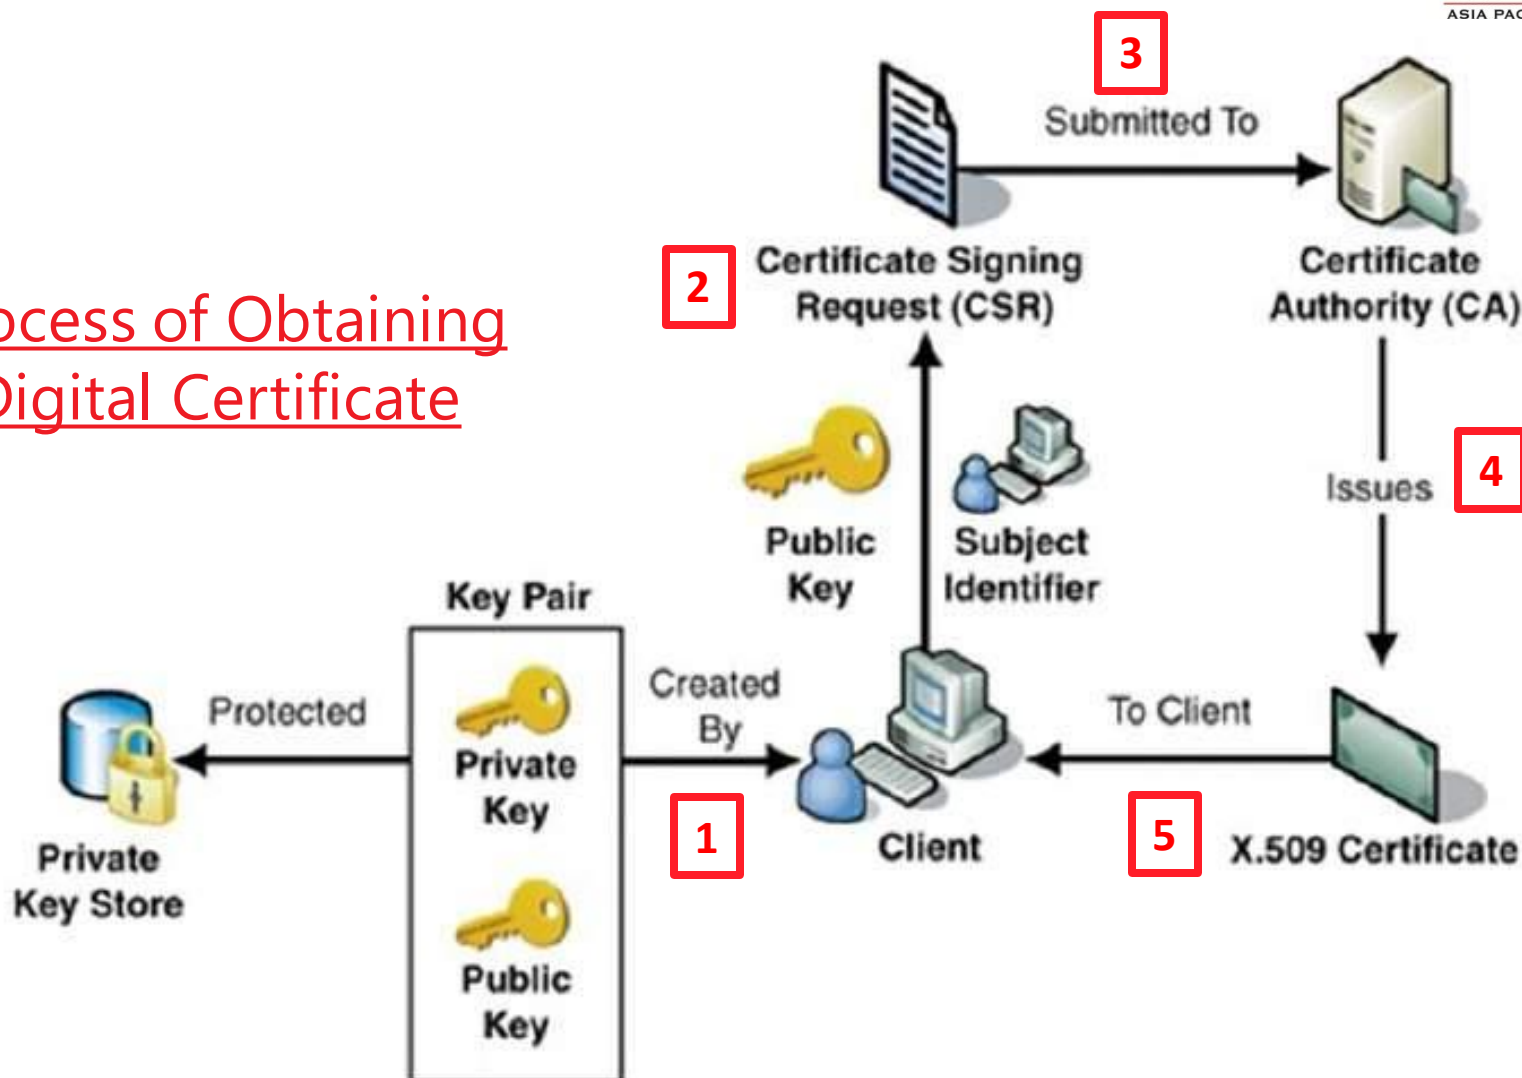 ASIA PAC
ocess of Obtaining
Digital Certificate
3
Submitted To
2
Certificate Signing
Request (CSR)
Certificate
Authority (CA)
Public
Key
Subject
Identifier
Issues
4
Key Pair
Protected
Private
Key
Public
Key
Created
By
1
Client
To Client
5
X.509 Certificate
Private
Key Store